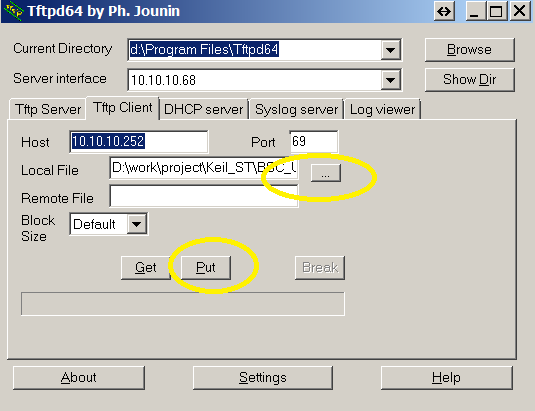 Tftpd64 by Ph. Jounin
Current Directory d:\Program Files\Tftpd64 Browse
Server interface 10.10.10.68 Show Dir
Tftp Server Tftp Client DHCP server Syslog server Log viewer
Host 10.10.10.252 Port 69
Local File D:\work\project\Keil_ST\BSC_U ...
Remote File
Block Size Default
Get Put Break
About Settings Help